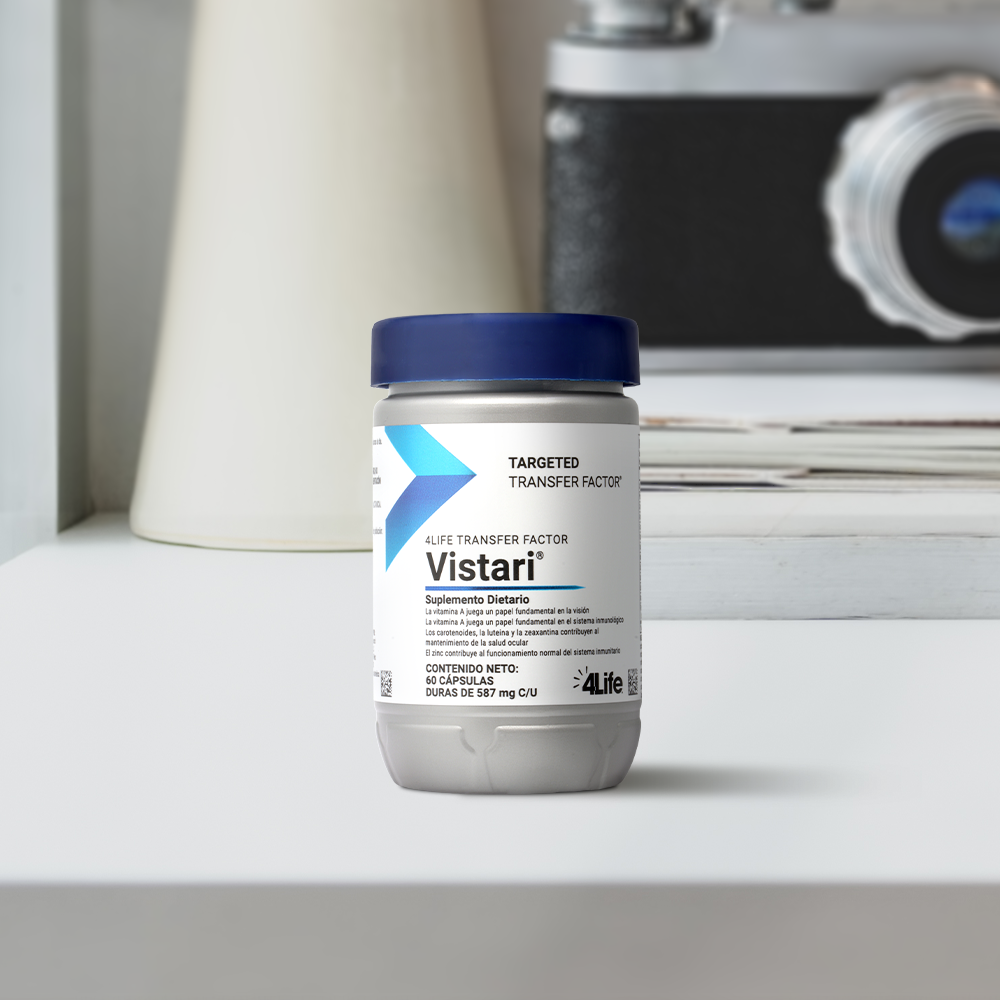 TARGETED
TRANSFER FACTOR®
4LIFE TRANSFER FACTOR
Vistari®
Suplemento Dietario
La vitamina A juega un papel fundamental en la visión
La vitamina A juega un papel fundamental en el sistema inmunológico
Los carotenoides, la luteína y la zeaxantina contribuyen al
mantenimiento de la salud ocular
El zinc contribuye al funcionamiento normal del sistema inmunitario
CONTENIDO NETO:
60 CÁPSULAS
DURAS DE 587 mg C/U
4Life